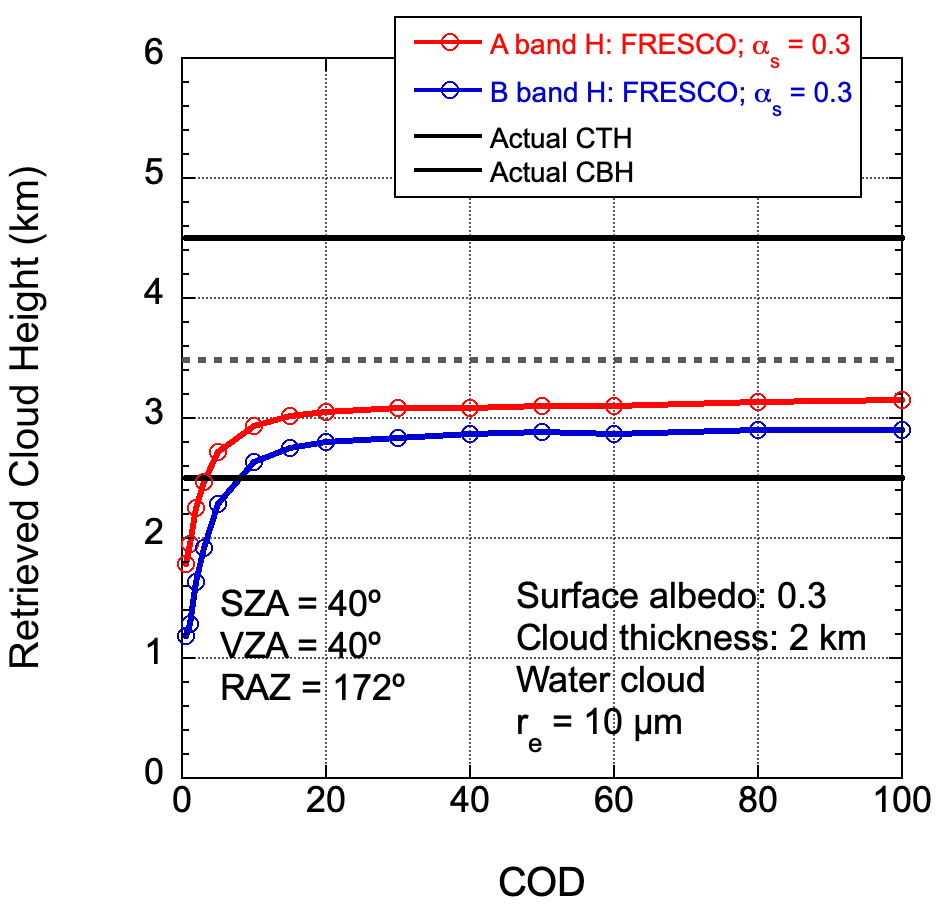 A band H: FRESCO; αs = 0.3
B band H: FRESCO; αs = 0.3
Actual CTH
Actual CBH
Retrieved Cloud Height (km)
6
5
4
3
2
1
0
SZA = 40º
VZA = 40º
RAZ = 172º
Surface albedo: 0.3
Cloud thickness: 2 km
Water cloud
re = 10 µm
0 20 40 60 80 100
COD